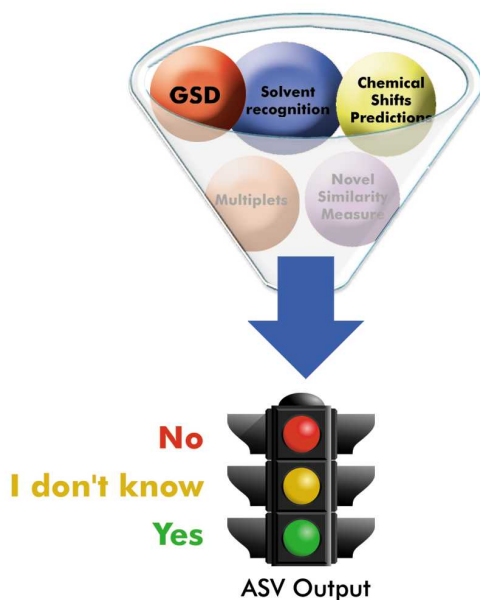 GSD
Solvent
recognition
Chemical
Shifts
Predictions
Multiplets
Novel
Similarity
Measure
No
I don't know
Yes
ASV Output